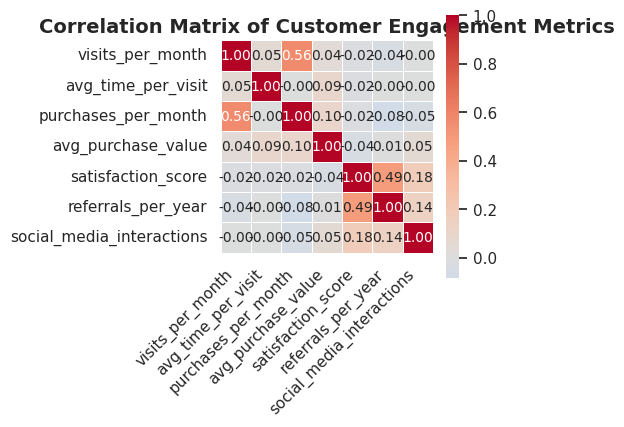 Correlation Matrix of Customer Engagement Metrics
visits_per_month 1.00 0.05 0.56 0.04 -0.02 -0.04 -0.00
avg_time_per_visit 0.05 1.00 -0.00 0.09 -0.02 -0.00 -0.00
purchases_per_month 0.56 -0.00 1.00 0.10 -0.02 -0.08 -0.05
avg_purchase_value 0.04 0.09 0.10 1.00 -0.04 -0.01 0.05
satisfaction_score -0.02 -0.02 -0.02 -0.04 1.00 0.49 0.18
referrals_per_year -0.04 -0.00 -0.08 -0.01 0.49 1.00 0.14
social_media_interactions -0.00 -0.00 -0.05 0.05 0.18 0.14 1.00
visits_per_month
avg_time_per_visit
purchases_per_month
avg_purchase_value
satisfaction_score
referrals_per_year
social_media_interactions
1.0
0.8
0.6
0.4
0.2
0.0